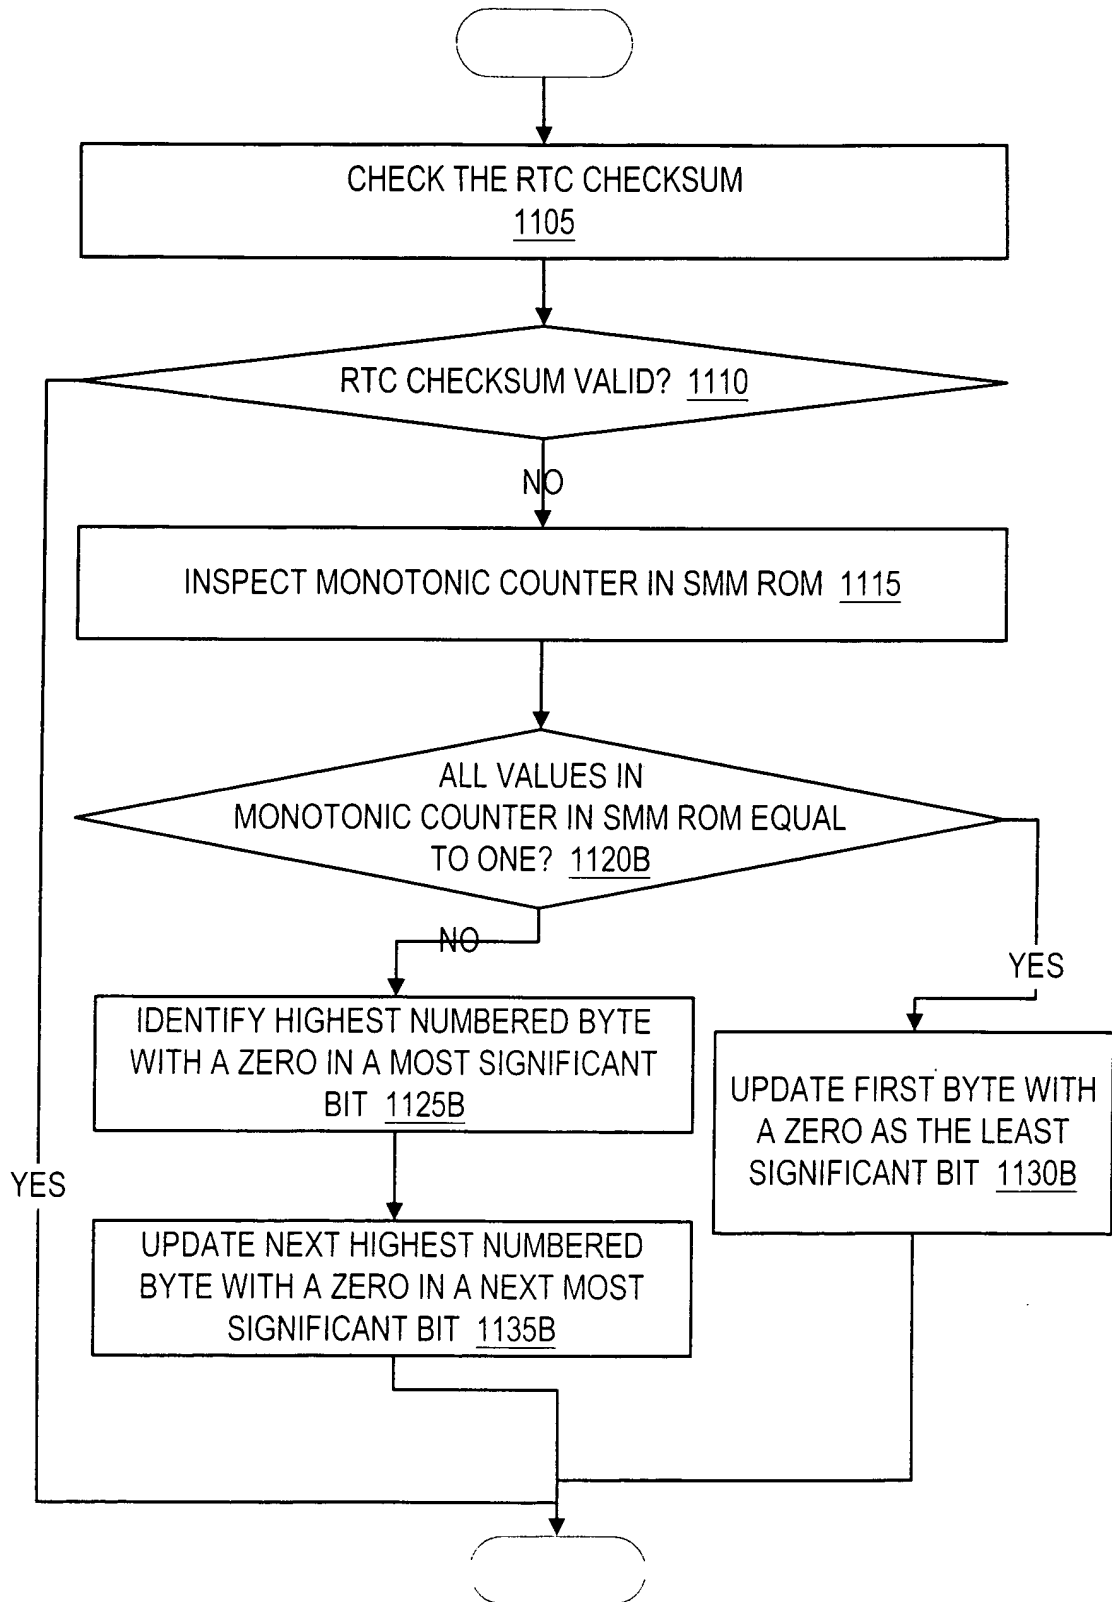 CHECK THE RTC CHECKSUM
1105
RTC CHECKSUM VALID? 1110
NO
INSPECT MONOTONIC COUNTER IN SMM ROM 1115
ALL VALUES IN
MONOTONIC COUNTER IN SMM ROM EQUAL
TO ONE? 1120B
NO
YES
IDENTIFY HIGHEST NUMBERED BYTE
WITH A ZERO IN A MOST SIGNIFICANT
BIT 1125B
UPDATE FIRST BYTE WITH
A ZERO AS THE LEAST
SIGNIFICANT BIT 1130B
YES
UPDATE NEXT HIGHEST NUMBERED
BYTE WITH A ZERO IN A NEXT MOST
SIGNIFICANT BIT 1135B